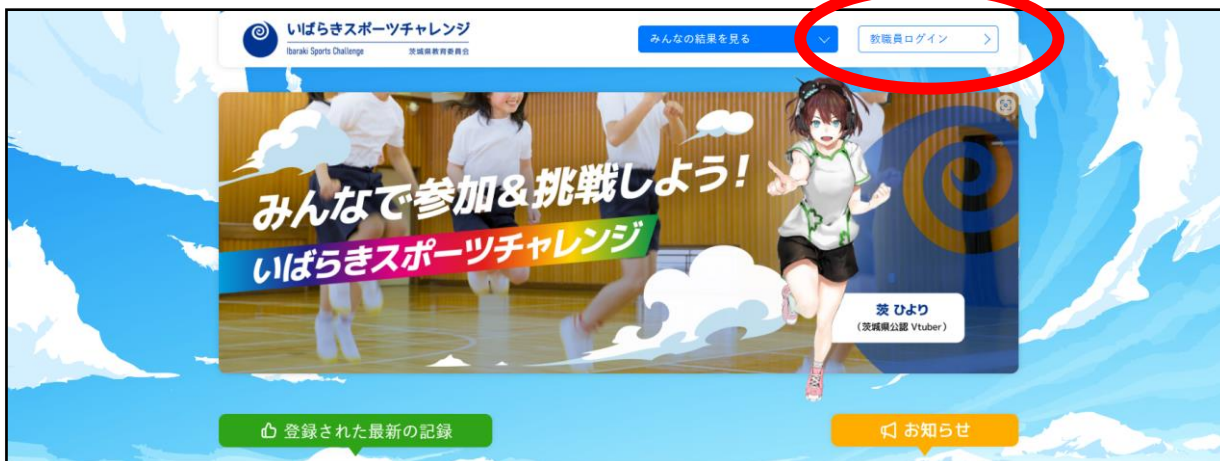 いばらきスポーツチャレンジ
Ibaraki Sports Challenge 茨城県教育委員会
みんなの結果を見る
教職員ログイン
みんなで参加&挑戦しよう!
いばらきスポーツチャレンジ
茨 ひより
(茨城県公認 Vtuber)
登録された最新の記録
お知らせ